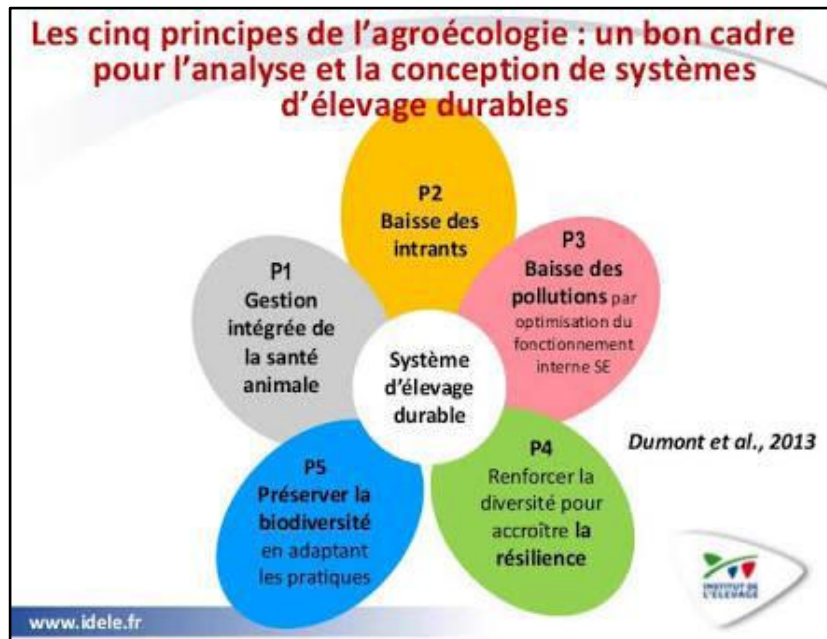 Les cinq principes de l'agroécologie : un bon cadre
pour l'analyse et la conception de systèmes
d'élevage durables
P2
Baisse des
intrants
P1
Gestion
intégrée de
la santé
animale
P3
Baisse des
pollutions par
optimisation du
fonctionnement
interne SE
Système
d'élevage
durable
Dumont et al., 2013
P5
Préserver la
biodiversité
en adaptant
les pratiques
P4
Renforcer la
diversité pour
accroître la
résilience
INSTITUT DE
L'ELEVAGE
www.idele.fr